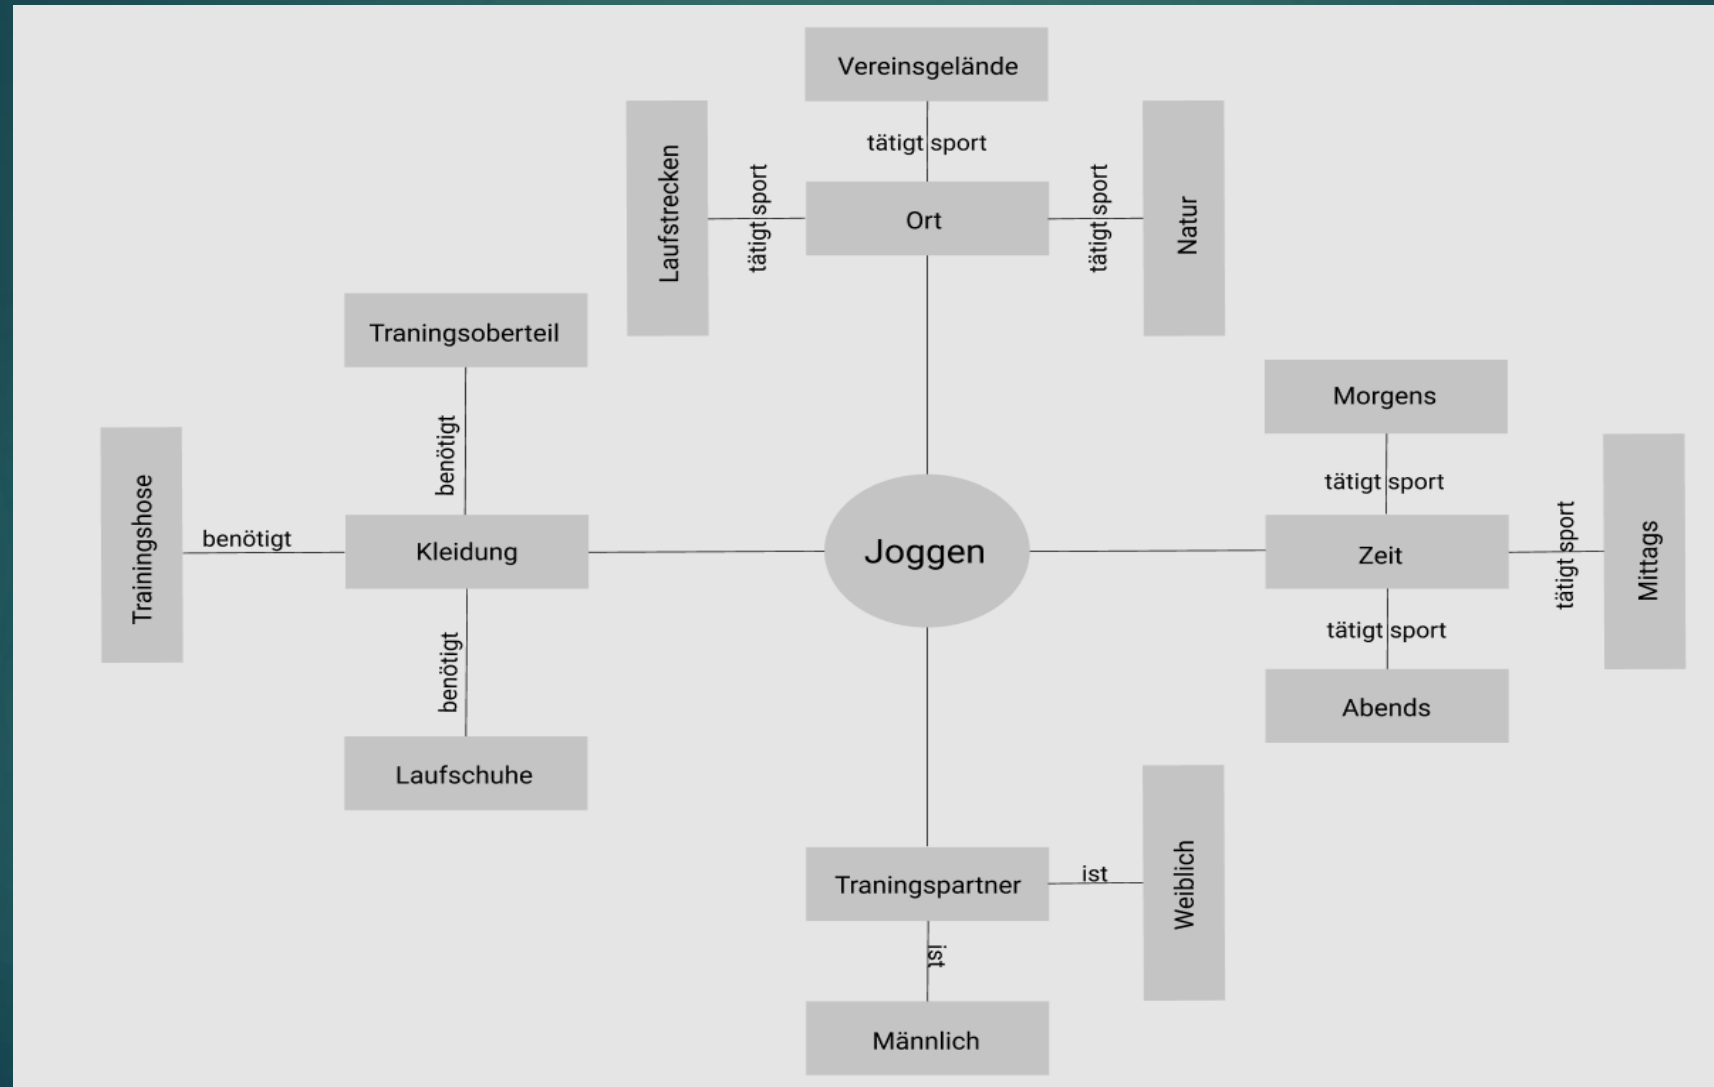 Vereinsgelände
tätigt sport
Laufstrecken
tätigt sport
Ort
tätigt sport
Natur
Traningsoberteil
benötigt
Trainingshose
benötigt
Kleidung
benötigt
Laufschuhe
Joggen
Morgens
tätigt sport
Zeit
tätigt sport
Mittags
tätigt sport
Abends
Traningspartner
ist
Weiblich
ist
Männlich